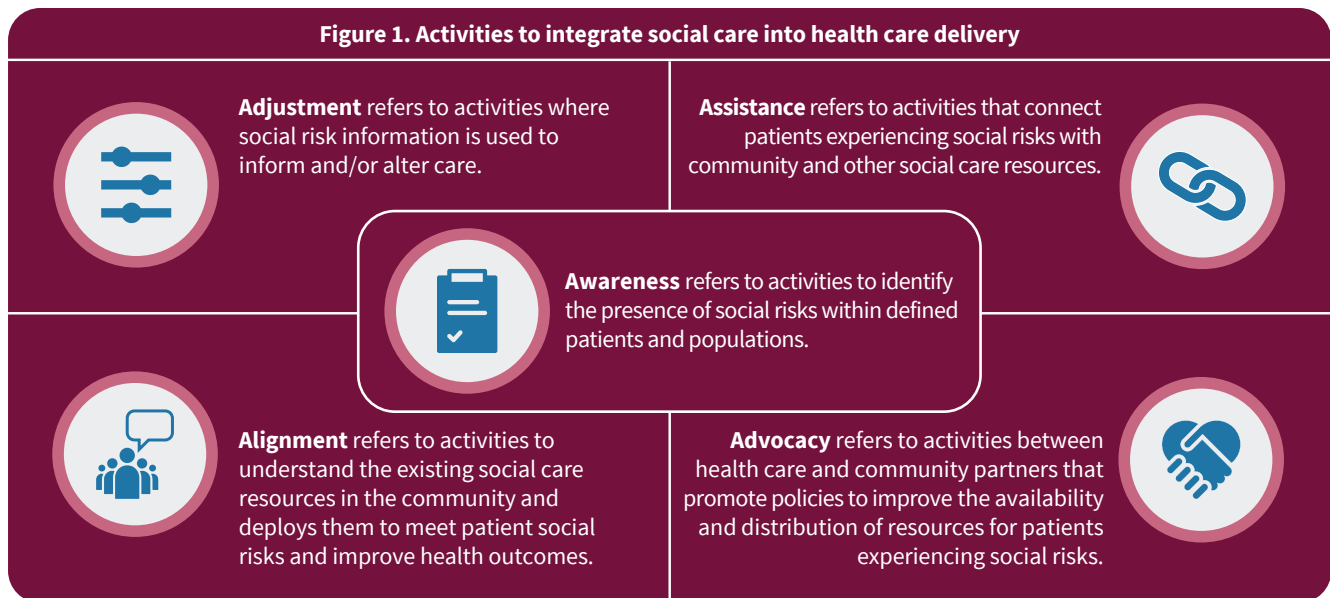 Figure 1. Activities to integrate social care into health care delivery
Adjustment refers to activities where
social risk information is used to
inform and/or alter care.
Assistance refers to activities that connect
patients experiencing social risks with
community and other social care resources.
Awareness refers to activities to identify
the presence of social risks within defined
patients and populations.
Alignment refers to activities to
understand the existing social care
resources in the community and
deploys them to meet patient social
risks and improve health outcomes.
Advocacy refers to activities between
health care and community partners that
promote policies to improve the availability
and distribution of resources for patients
experiencing social risks.